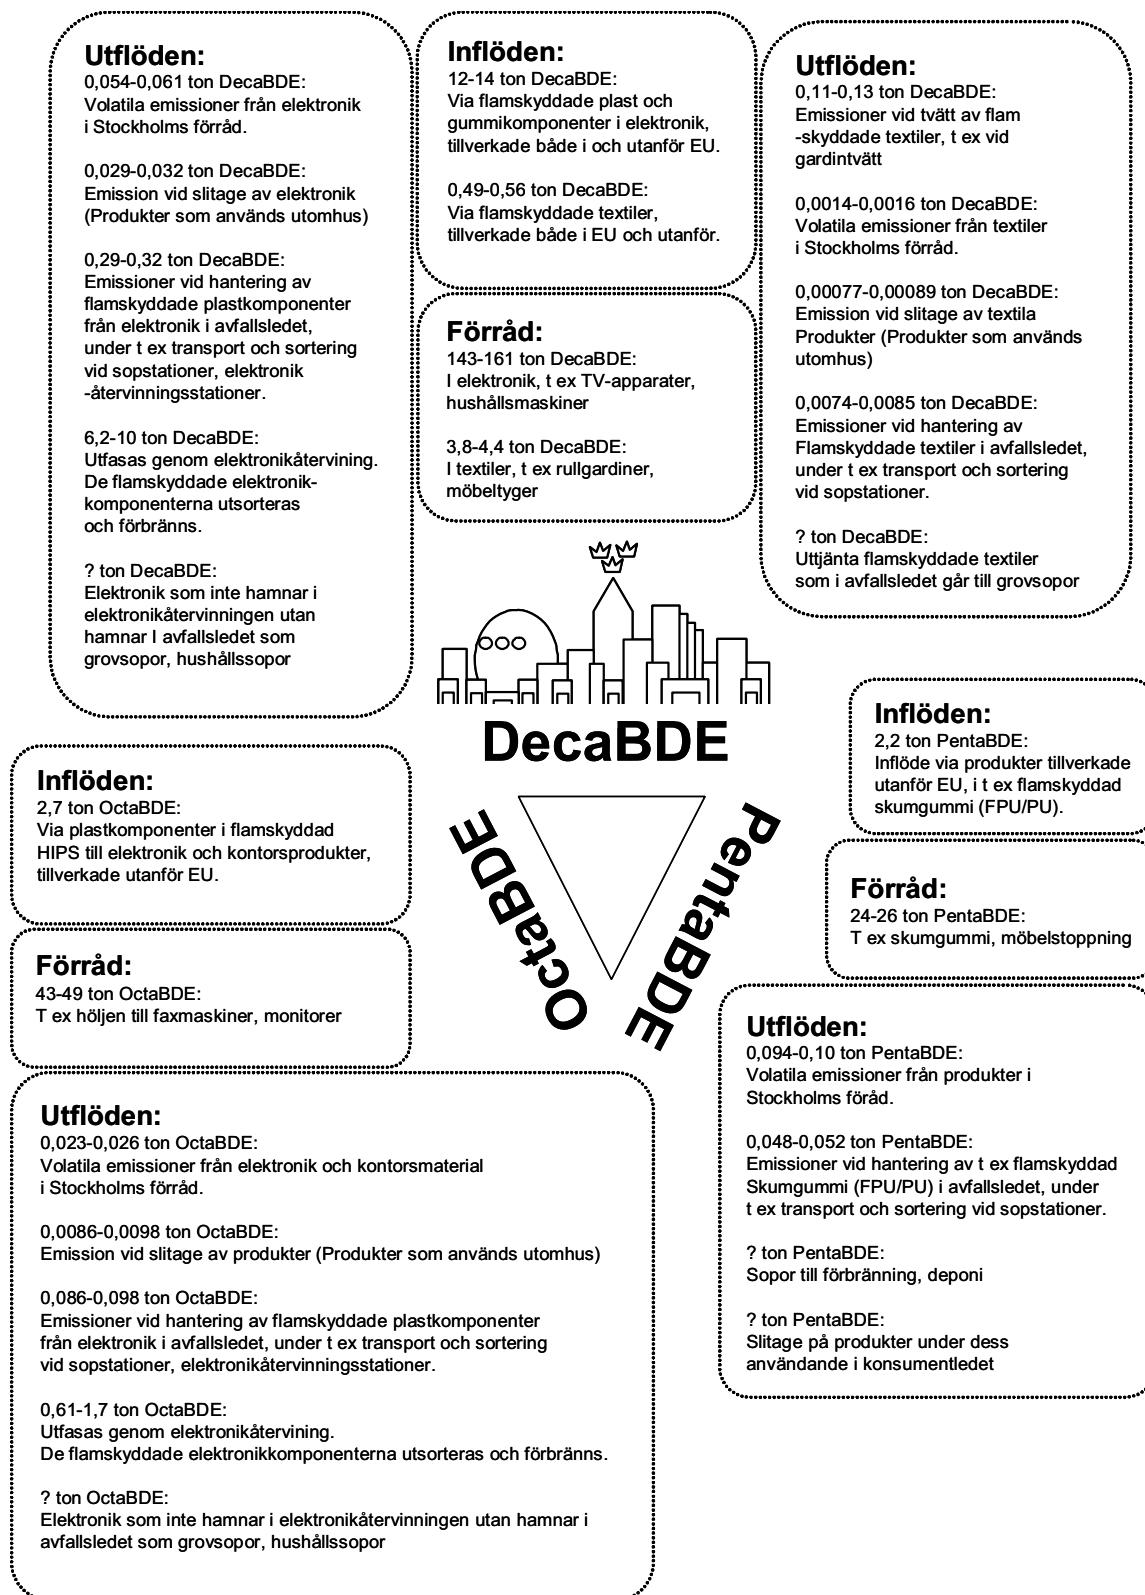 Utflöden:
0,054-0,061 ton DecaBDE:
Volatila emissioner från elektronik
i Stockholms förråd.
0,029-0,032 ton DecaBDE:
Emission vid slitage av elektronik
(Produkter som används utomhus)
0,29-0,32 ton DecaBDE:
Emissioner vid hantering av
flamskyddade plastkomponenter
från elektronik i avfallsledet,
under t ex transport och sortering
vid sopstationer, elektronik
-återvinningsstationer.
6,2-10 ton DecaBDE:
Utfasas genom elektronikåtervining.
De flamskyddade elektronik-
komponenterna utsorteras
och förbränns.
? ton DecaBDE:
Elektronik som inte hamnar i
elektronikåtervinningen utan
hamnar I avfallsledet som
grovsopor, hushållssopor
Inflöden:
12-14 ton DecaBDE:
Via flamskyddade plast och
gummikomponenter i elektronik,
tillverkade både i och utanför EU.
0,49-0,56 ton DecaBDE:
Via flamskyddade textiler,
tillverkade både i EU och utanför.
Förråd:
143-161 ton DecaBDE:
I elektronik, t ex TV-apparater,
hushållsmaskiner
3,8-4,4 ton DecaBDE:
I textiler, t ex rullgardiner,
möbeltyger
Utflöden:
0,11-0,13 ton DecaBDE:
Emissioner vid tvätt av flam
-skyddade textiler, t ex vid
gardintvätt
0,0014-0,0016 ton DecaBDE:
Volatila emissioner från textiler
i Stockholms förråd.
0,00077-0,00089 ton DecaBDE:
Emission vid slitage av textila
Produkter (Produkter som används
utomhus)
0,0074-0,0085 ton DecaBDE:
Emissioner vid hantering av
Flamskyddade textiler i avfallsledet,
under t ex transport och sortering
vid sopstationer.
? ton DecaBDE:
Uttjänta flamskyddade textiler
som i avfallsledet går till grovsopor
DecaBDE
OctaBDE
PentaBDE
Inflöden:
2,7 ton OctaBDE:
Via plastkomponenter i flamskyddad
HIPS till elektronik och kontorsprodukter,
tillverkade utanför EU.
Förråd:
43-49 ton OctaBDE:
T ex höljen till faxmaskiner, monitorer
Utflöden:
0,023-0,026 ton OctaBDE:
Volatila emissioner från elektronik och kontorsmaterial
i Stockholms förråd.
0,0086-0,0098 ton OctaBDE:
Emission vid slitage av produkter (Produkter som används utomhus)
0,086-0,098 ton OctaBDE:
Emissioner vid hantering av flamskyddade plastkomponenter
från elektronik i avfallsledet, under t ex transport och sortering
vid sopstationer, elektronikåtervinningsstationer.
0,61-1,7 ton OctaBDE:
Utfasas genom elektronikåtervining.
De flamskyddade elektronikkomponenterna utsorteras och förbränns.
? ton OctaBDE:
Elektronik som inte hamnar i elektronikåtervinningen utan hamnar i
avfallsledet som grovsopor, hushållssopor
Inflöden:
2,2 ton PentaBDE:
Inflöde via produkter tillverkade
utanför EU, i t ex flamskyddad
skumgummi (FPU/PU).
Förråd:
24-26 ton PentaBDE:
T ex skumgummi, möbelstoppning
Utflöden:
0,094-0,10 ton PentaBDE:
Volatila emissioner från produkter i
Stockholms föråd.
0,048-0,052 ton PentaBDE:
Emissioner vid hantering av t ex flamskyddad
Skumgummi (FPU/PU) i avfallsledet, under
t ex transport och sortering vid sopstationer.
? ton PentaBDE:
Sopor till förbränning, deponi
? ton PentaBDE:
Slitage på produkter under dess
användande i konsumentledet